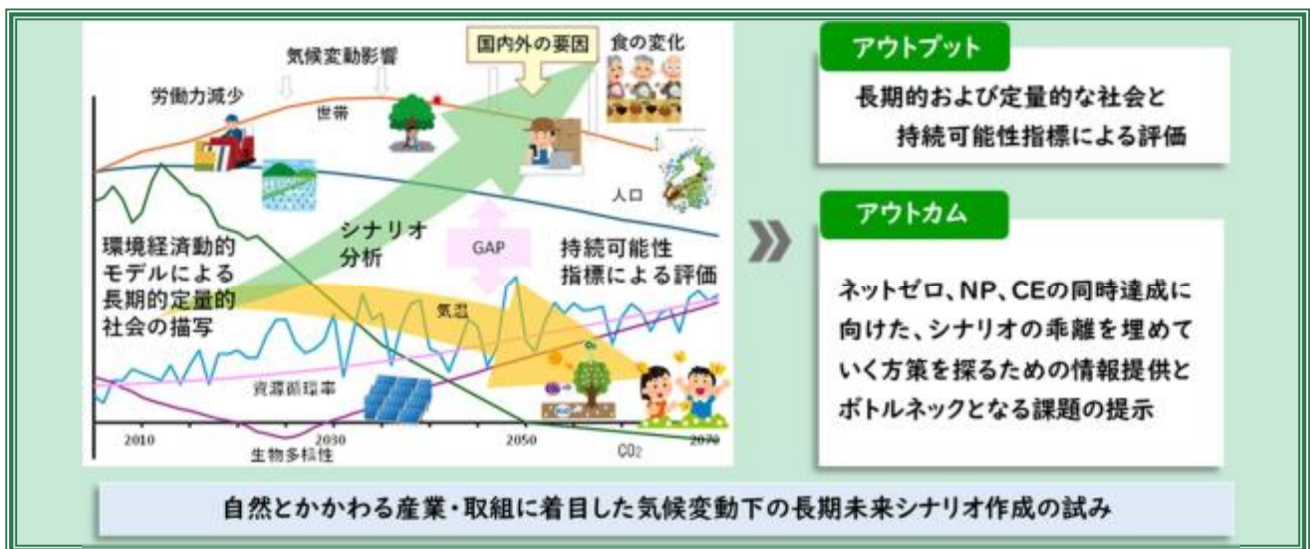 気候変動影響
国内外の要因
食の変化
労働力減少
世帯
人口
シナリオ
分析
GAP
環境経済動的
モデルによる
長期的定量的
社会の描写
持続可能性
指標による評価
気温
資源循環率
2010
2030
2050
2070
生物多様性
CO2
アウトプット
長期的および定量的な社会と
持続可能性指標による評価
アウトカム
ネットゼロ、NP、CEの同時達成に
向けた、シナリオの乖離を埋めて
いく方策を探るための情報提供と
ボトルネックとなる課題の提示
自然とかかわる産業・取組に着目した気候変動下の長期未来シナリオ作成の試み